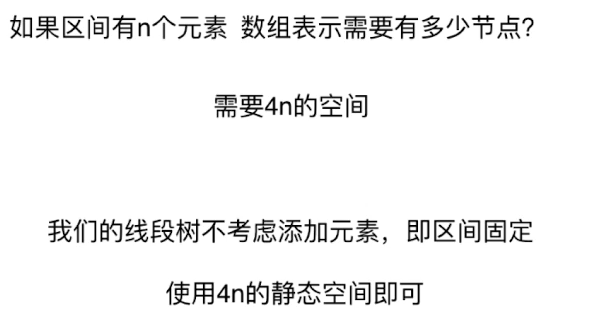 如果区间有n个元素 数组表示需要有多少节点?
需要4n的空间
我们的线段树不考虑添加元素，即区间固定
使用4n的静态空间即可